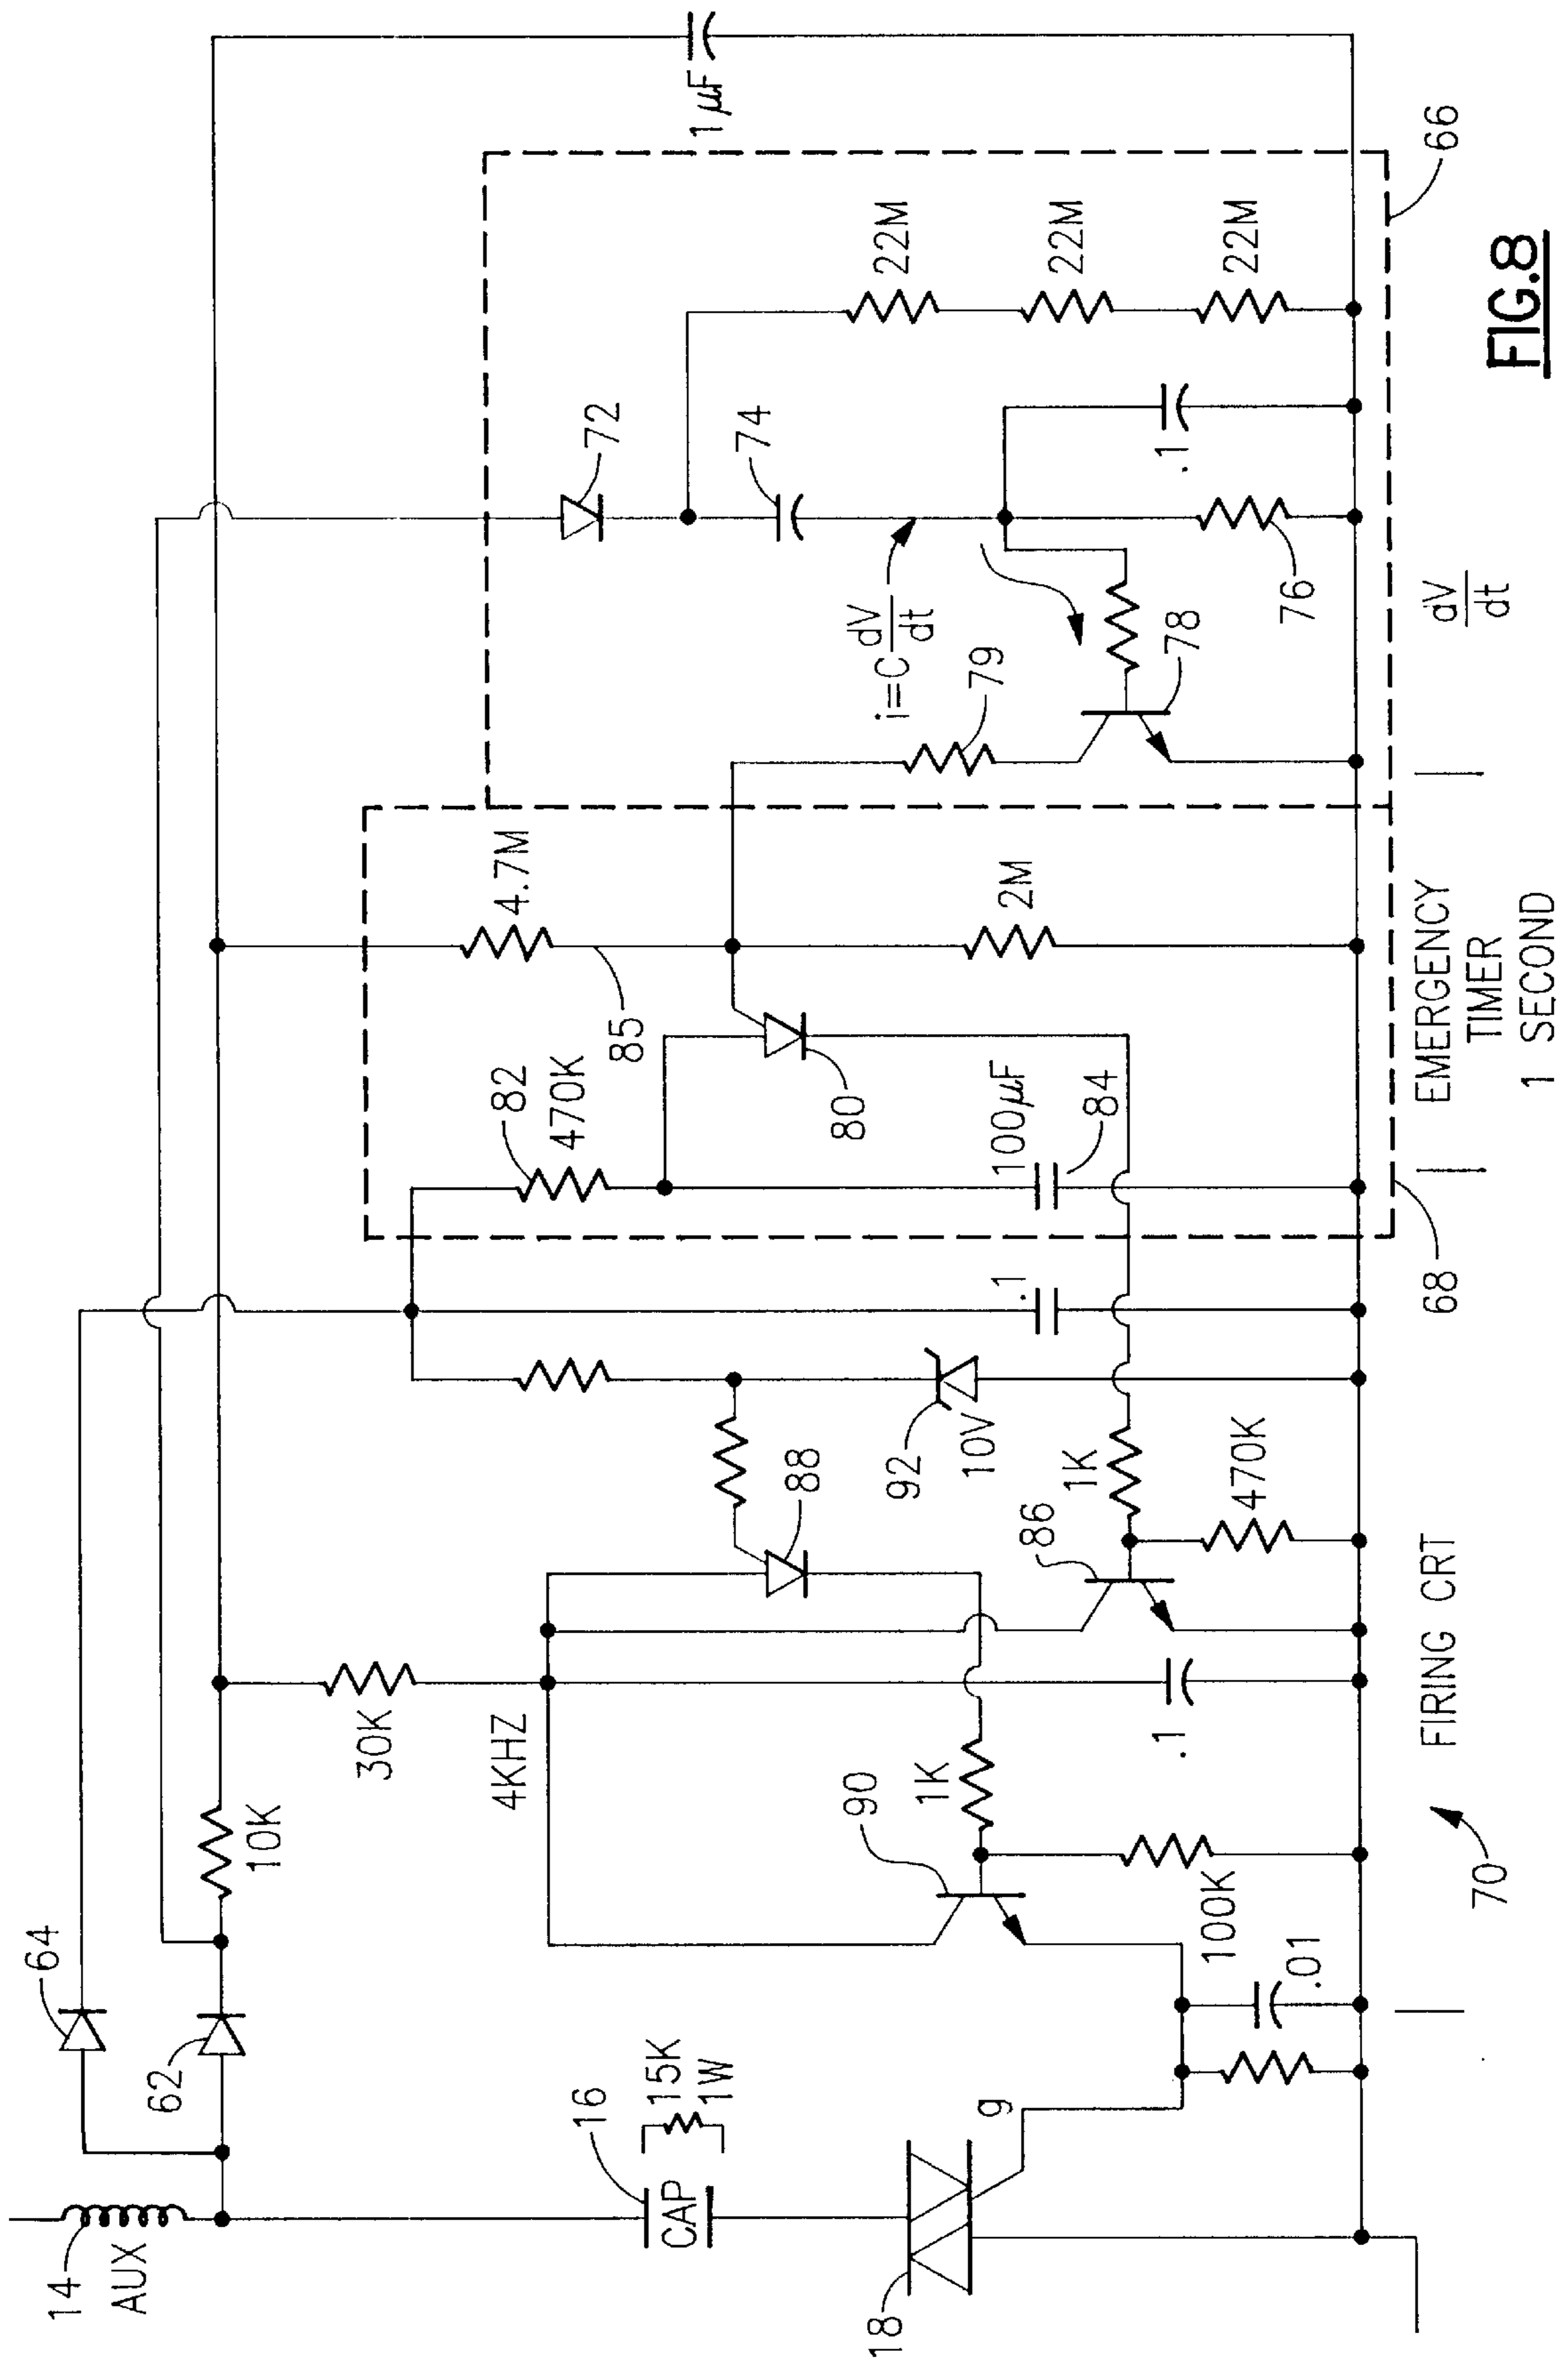 14
AUX
64
62
10K
30K
4KHZ
16
CAP
15K
1W
18
g
90
1K
100K
.01
.1
88
86
1K
470K
92
10V
.1
82
470K
100µF
84
80
85
4.7M
2M
79
i=C dV
dt
78
76
72
74
.1
22M
22M
22M
1µF
70
FIRING CRT
68
EMERGENCY
TIMER
1 SECOND
dV
dt
66
FIG.8